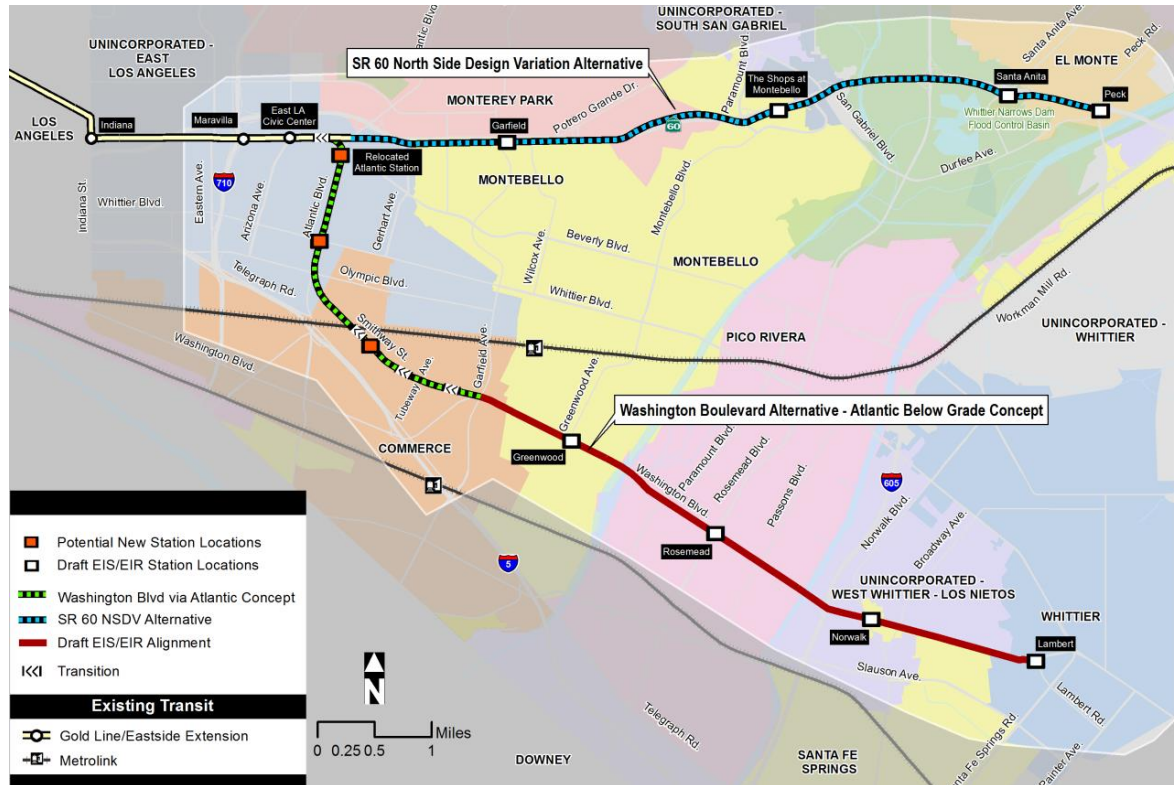 UNINCORPORATED -
EAST
LOS ANGELES
Atlantic Blvd.
UNINCORPORATED -
SOUTH SAN GABRIEL
Santa Anita Ave.
Peck Rd.
EL MONTE
SR 60 North Side Design Variation Alternative
Paramount Blvd.
The Shops at
Montebello
Santa Anita
Peck
MONTEREY PARK
Potrero Grande Dr.
60
Whittier Narrows Dam
Flood Control Basin
LOS
ANGELES
Indiana
Maravilla
East LA
Civic Center
Garfield
San Gabriel Blvd.
Durfee Ave.
Relocated
Atlantic Station
MONTEBELLO
710
Indiana St.
Whittier Blvd.
Eastern Ave.
Arizona Ave.
Atlantic Blvd.
Gerhart Ave.
Wilcox Ave.
Montebello Blvd.
Beverly Blvd.
MONTEBELLO
Telegraph Rd.
Olympic Blvd.
Whittier Blvd.
Workman Mill Rd.
UNINCORPORATED -
WHITTIER
PICO RIVERA
Washington Blvd.
Smithway St.
Tubeway Ave.
Garfield Ave.
Greenwood Ave.
Washington Boulevard Alternative - Atlantic Below Grade Concept
COMMERCE
Greenwood
Washington Blvd.
Paramount Blvd.
Rosemead Blvd.
Passons Blvd.
605
Norwalk Blvd.
Broadway Ave.
Rosemead
5
UNINCORPORATED -
WEST WHITTIER - LOS NIETOS
WHITTIER
Norwalk
Lambert
Slauson Ave.
Lambert Rd.
Santa Fe Springs Rd.
Painter Ave.
Telegraph Rd.
DOWNEY
SANTA FE
SPRINGS
Potential New Station Locations
Draft EIS/EIR Station Locations
Washington Blvd via Atlantic Concept
SR 60 NSDV Alternative
Draft EIS/EIR Alignment
Transition
Existing Transit
Gold Line/Eastside Extension
Metrolink
N
Miles
0 0.25 0.5 1